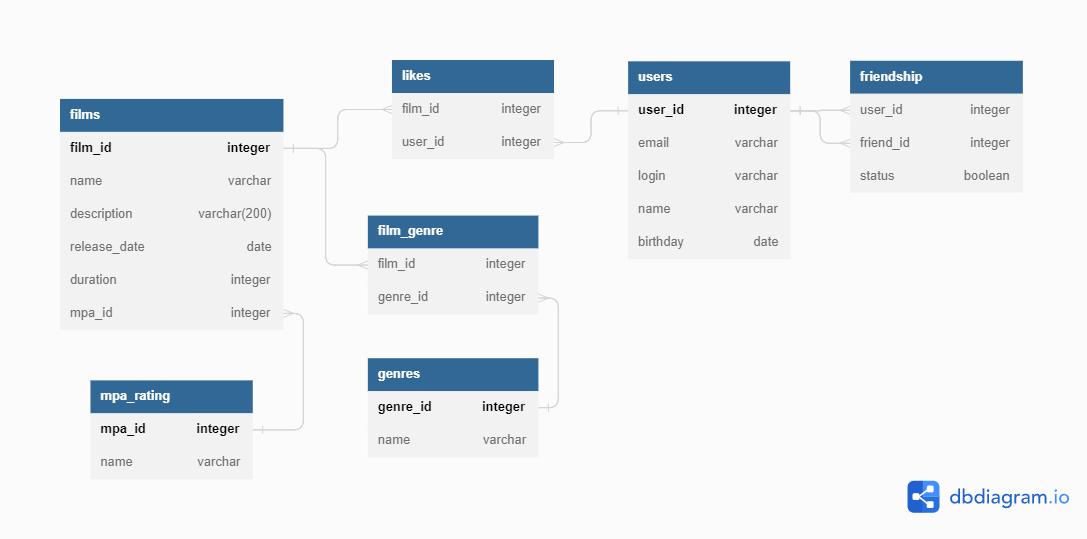 films
film_id integer
name varchar
description varchar(200)
release_date date
duration integer
mpa_id integer
mpa_rating
mpa_id integer
name varchar
likes
film_id integer
user_id integer
film_genre
film_id integer
genre_id integer
genres
genre_id integer
name varchar
users
user_id integer
email varchar
login varchar
name varchar
birthday date
friendship
user_id integer
friend_id integer
status boolean
dbdiagram.io